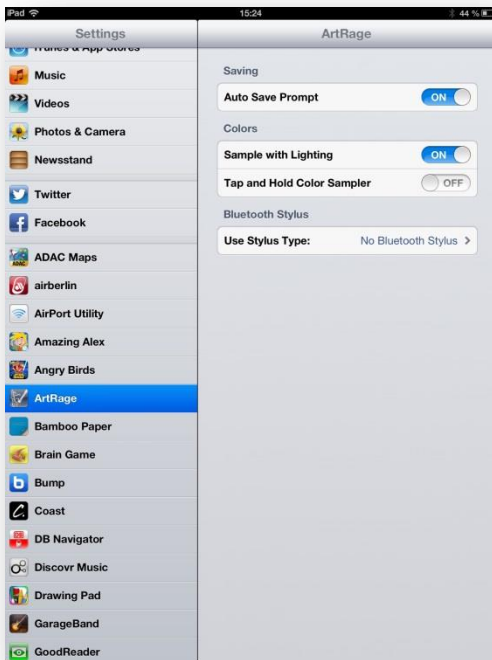 iPad 15:24 44 %
Settings
iTunes & App Stores
Music
Videos
Photos & Camera
Newsstand
Twitter
Facebook
ADAC Maps
airberlin
AirPort Utility
Amazing Alex
Angry Birds
ArtRage
Bamboo Paper
Brain Game
Bump
Coast
DB Navigator
Discovr Music
Drawing Pad
GarageBand
GoodReader
ArtRage
Saving
Auto Save Prompt ON
Colors
Sample with Lighting ON
Tap and Hold Color Sampler OFF
Bluetooth Stylus
Use Stylus Type: No Bluetooth Stylus >